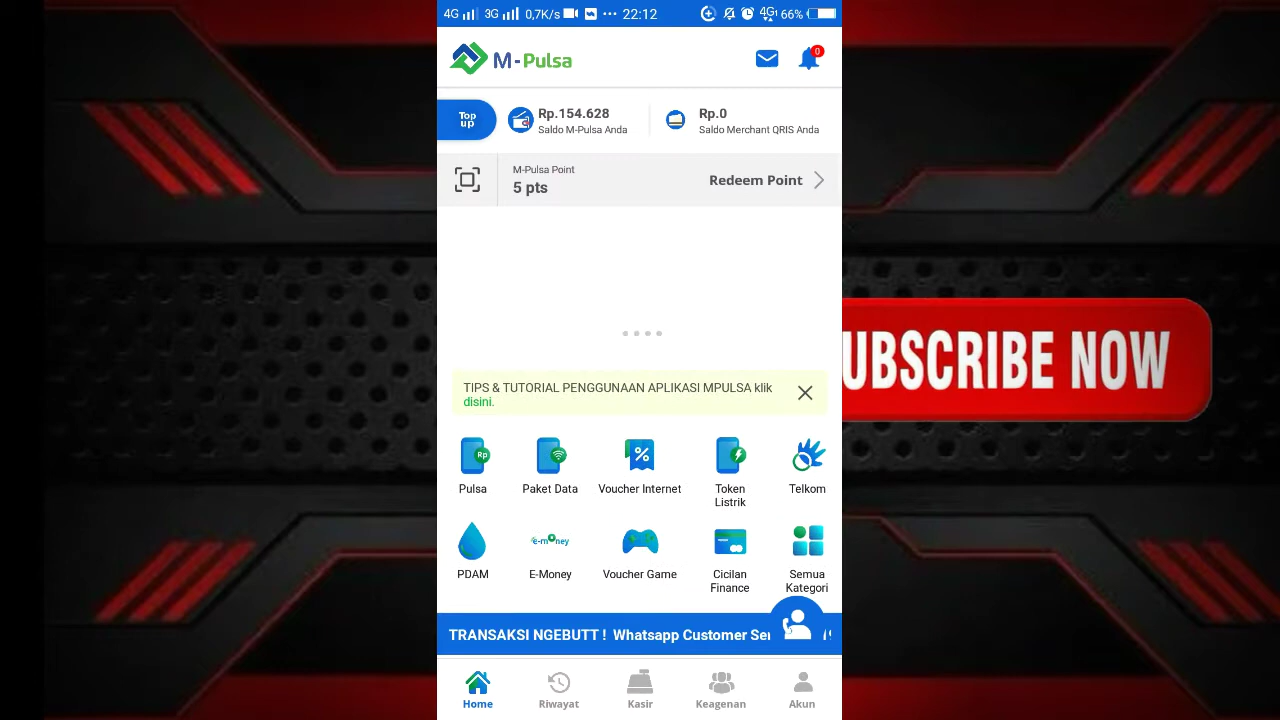 4G 3G 0,7K/s 22:12 4G 66%
M-Pulsa
0
Top
up
Rp.154.628
Saldo M-Pulsa Anda
Rp.0
Saldo Merchant QRIS Anda
M-Pulsa Point
5 pts
Redeem Point
UBSCRIBE NOW
TIPS & TUTORIAL PENGGUNAAN APLIKASI MPULSA klik
disini.
Rp
Pulsa
Paket Data
%
Voucher Internet
Token
Listrik
Telkom
PDAM
e-money
E-Money
Voucher Game
Cicilan
Finance
Semua
Kategori
TRANSAKSI NGEBUTT ! Whatsapp Customer Ser
Home
Riwayat
Kasir
Keagenan
Akun